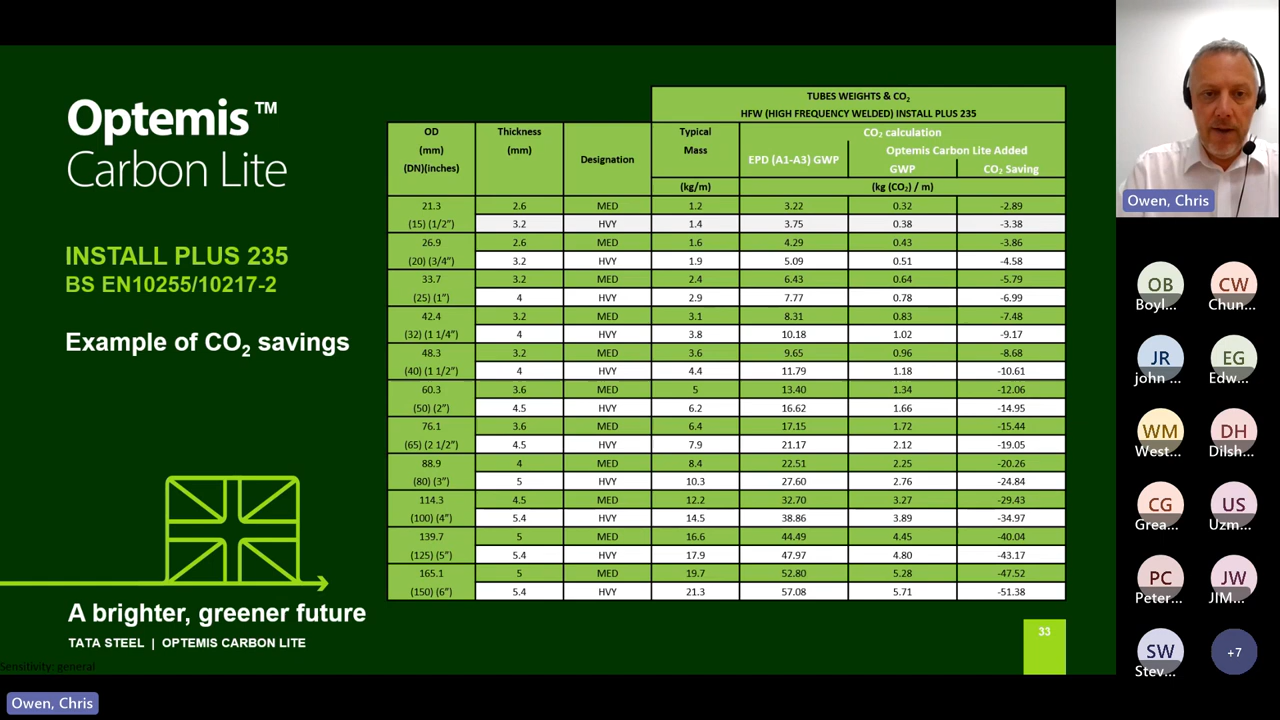 Optemis™
Carbon Lite
INSTALL PLUS 235
BS EN10255/10217-2
Example of CO₂ savings
A brighter, greener future
TATA STEEL | OPTEMIS CARBON LITE
Sensitivity: general
Owen, Chris
TUBES WEIGHTS & CO₂
HFW (HIGH FREQUENCY WELDED) INSTALL PLUS 235
OD (mm) (DN)(inches) Thickness (mm) Designation Typical Mass (kg/m) CO₂ calculation
EPD (A1-A3) GWP Optemis Carbon Lite Added
GWP CO₂ Saving
(kg (CO₂) / m)
21.3 2.6 MED 1.2 3.22 0.32 -2.89
(15) (1/2”) 3.2 HVY 1.4 3.75 0.38 -3.38
26.9 2.6 MED 1.6 4.29 0.43 -3.86
(20) (3/4”) 3.2 HVY 1.9 5.09 0.51 -4.58
33.7 3.2 MED 2.4 6.43 0.64 -5.79
(25) (1”) 4 HVY 2.9 7.77 0.78 -6.99
42.4 3.2 MED 3.1 8.31 0.83 -7.48
(32) (1 1/4”) 4 HVY 3.8 10.18 1.02 -9.17
48.3 3.2 MED 3.6 9.65 0.96 -8.68
(40) (1 1/2”) 4 HVY 4.4 11.79 1.18 -10.61
60.3 3.6 MED 5 13.40 1.34 -12.06
(50) (2”) 4.5 HVY 6.2 16.62 1.66 -14.95
76.1 3.6 MED 6.4 17.15 1.72 -15.44
(65) (2 1/2”) 4.5 HVY 7.9 21.17 2.12 -19.05
88.9 4 MED 8.4 22.51 2.25 -20.26
(80) (3”) 5 HVY 10.3 27.60 2.76 -24.84
114.3 4.5 MED 12.2 32.70 3.27 -29.43
(100) (4”) 5.4 HVY 14.5 38.86 3.89 -34.97
139.7 5 MED 16.6 44.49 4.45 -40.04
(125) (5”) 5.4 HVY 17.9 47.97 4.80 -43.17
165.1 5 MED 19.7 52.80 5.28 -47.52
(150) (6”) 5.4 HVY 21.3 57.08 5.71 -51.38
33
Owen, Chris
OB CW
Boyl... Chun...
JR EG
john ... Edw...
WM DH
West... Dilsh...
CG US
Grea... Uzm...
PC JW
Peter... JIM...
SW +7
Stev...